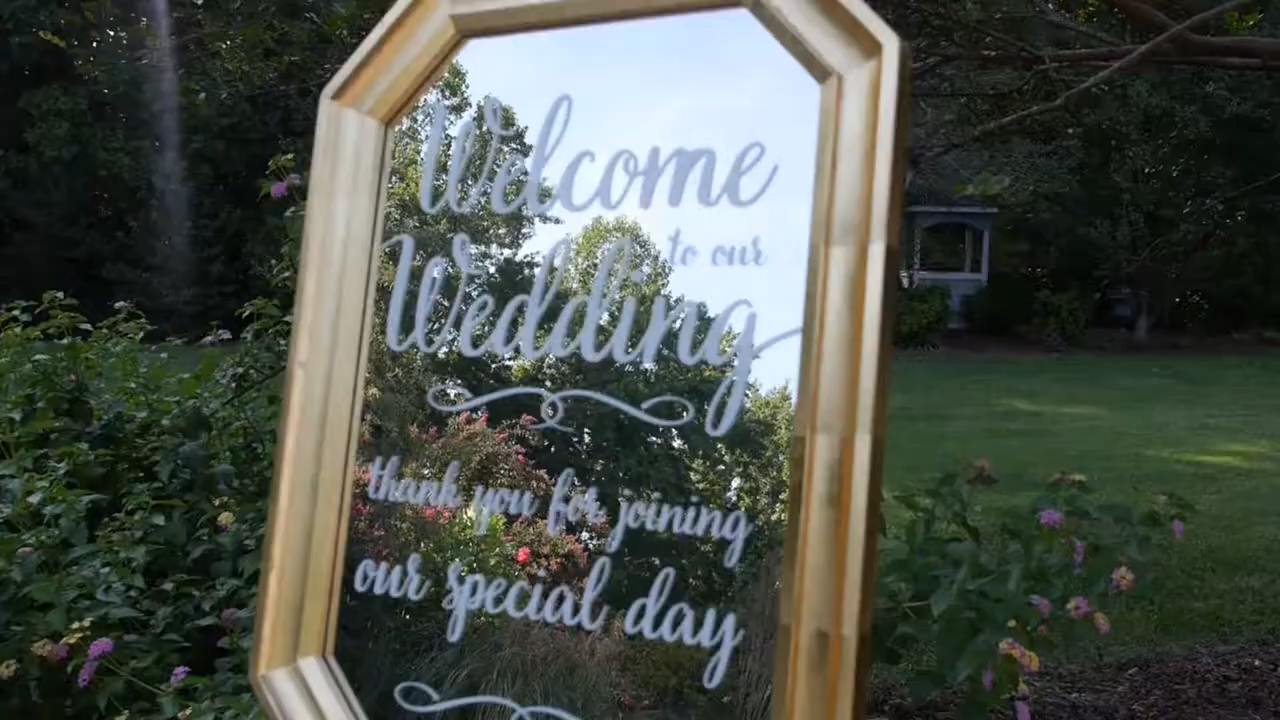 Welcome
to our
Wedding
thank you for joining
our special day